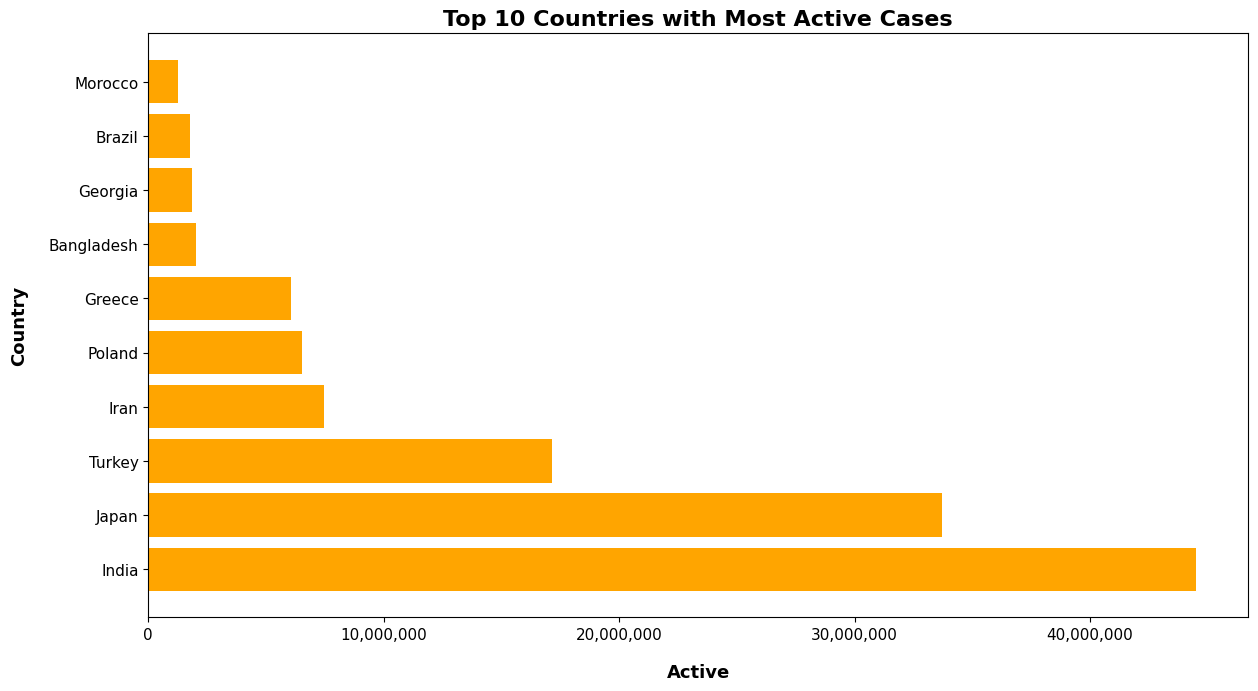 Top 10 Countries with Most Active Cases
Country
Morocco
Brazil
Georgia
Bangladesh
Greece
Poland
Iran
Turkey
Japan
India
0 10,000,000 20,000,000 30,000,000 40,000,000
Active